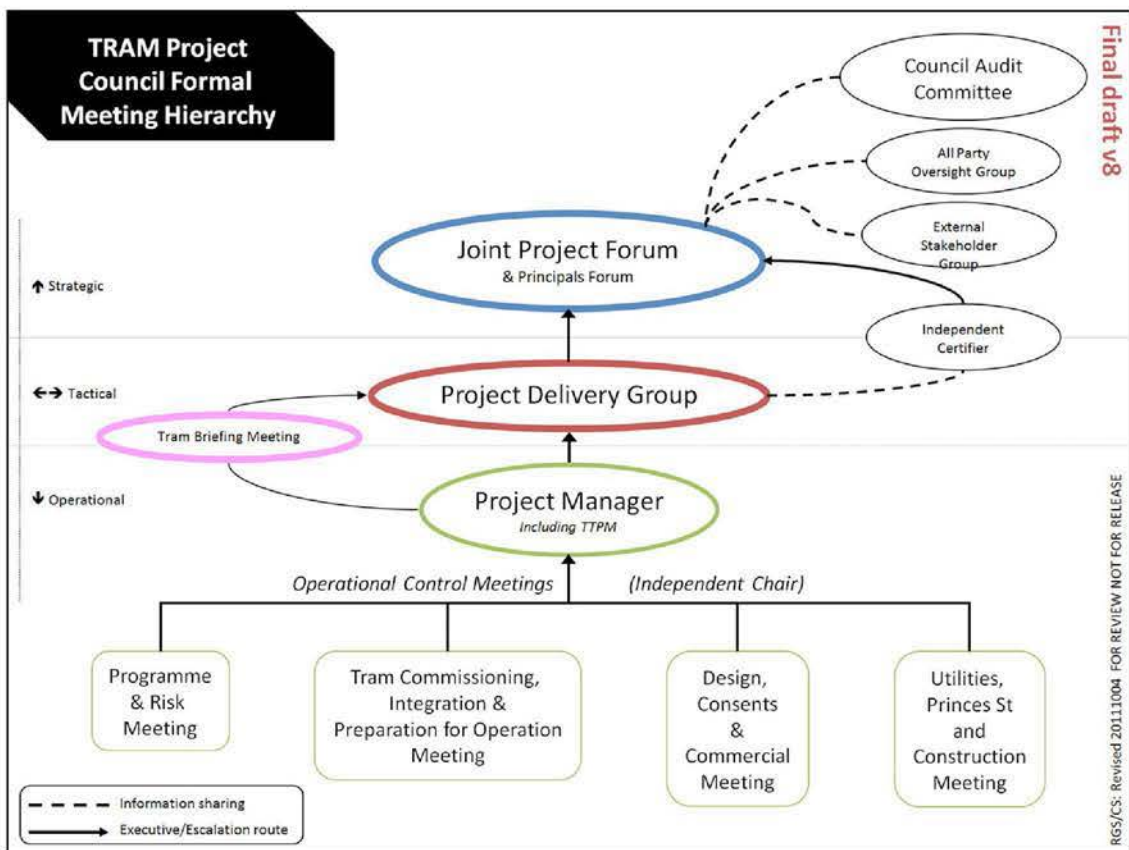 TRAM Project
Council Formal
Meeting Hierarchy
Final draft v8
Council Audit
Committee
All Party
Oversight Group
External
Stakeholder
Group
Joint Project Forum
& Principals Forum
↑ Strategic
Independent
Certifier
←→ Tactical
Project Delivery Group
Tram Briefing Meeting
↓ Operational
Project Manager
Including TTPM
Operational Control Meetings (Independent Chair)
Programme
& Risk
Meeting
Tram Commissioning,
Integration &
Preparation for Operation
Meeting
Design,
Consents
&
Commercial
Meeting
Utilities,
Princes St
and
Construction
Meeting
Information sharing
Executive/Escalation route
RGS/CS: Revised 20111004 FOR REVIEW NOT FOR RELEASE